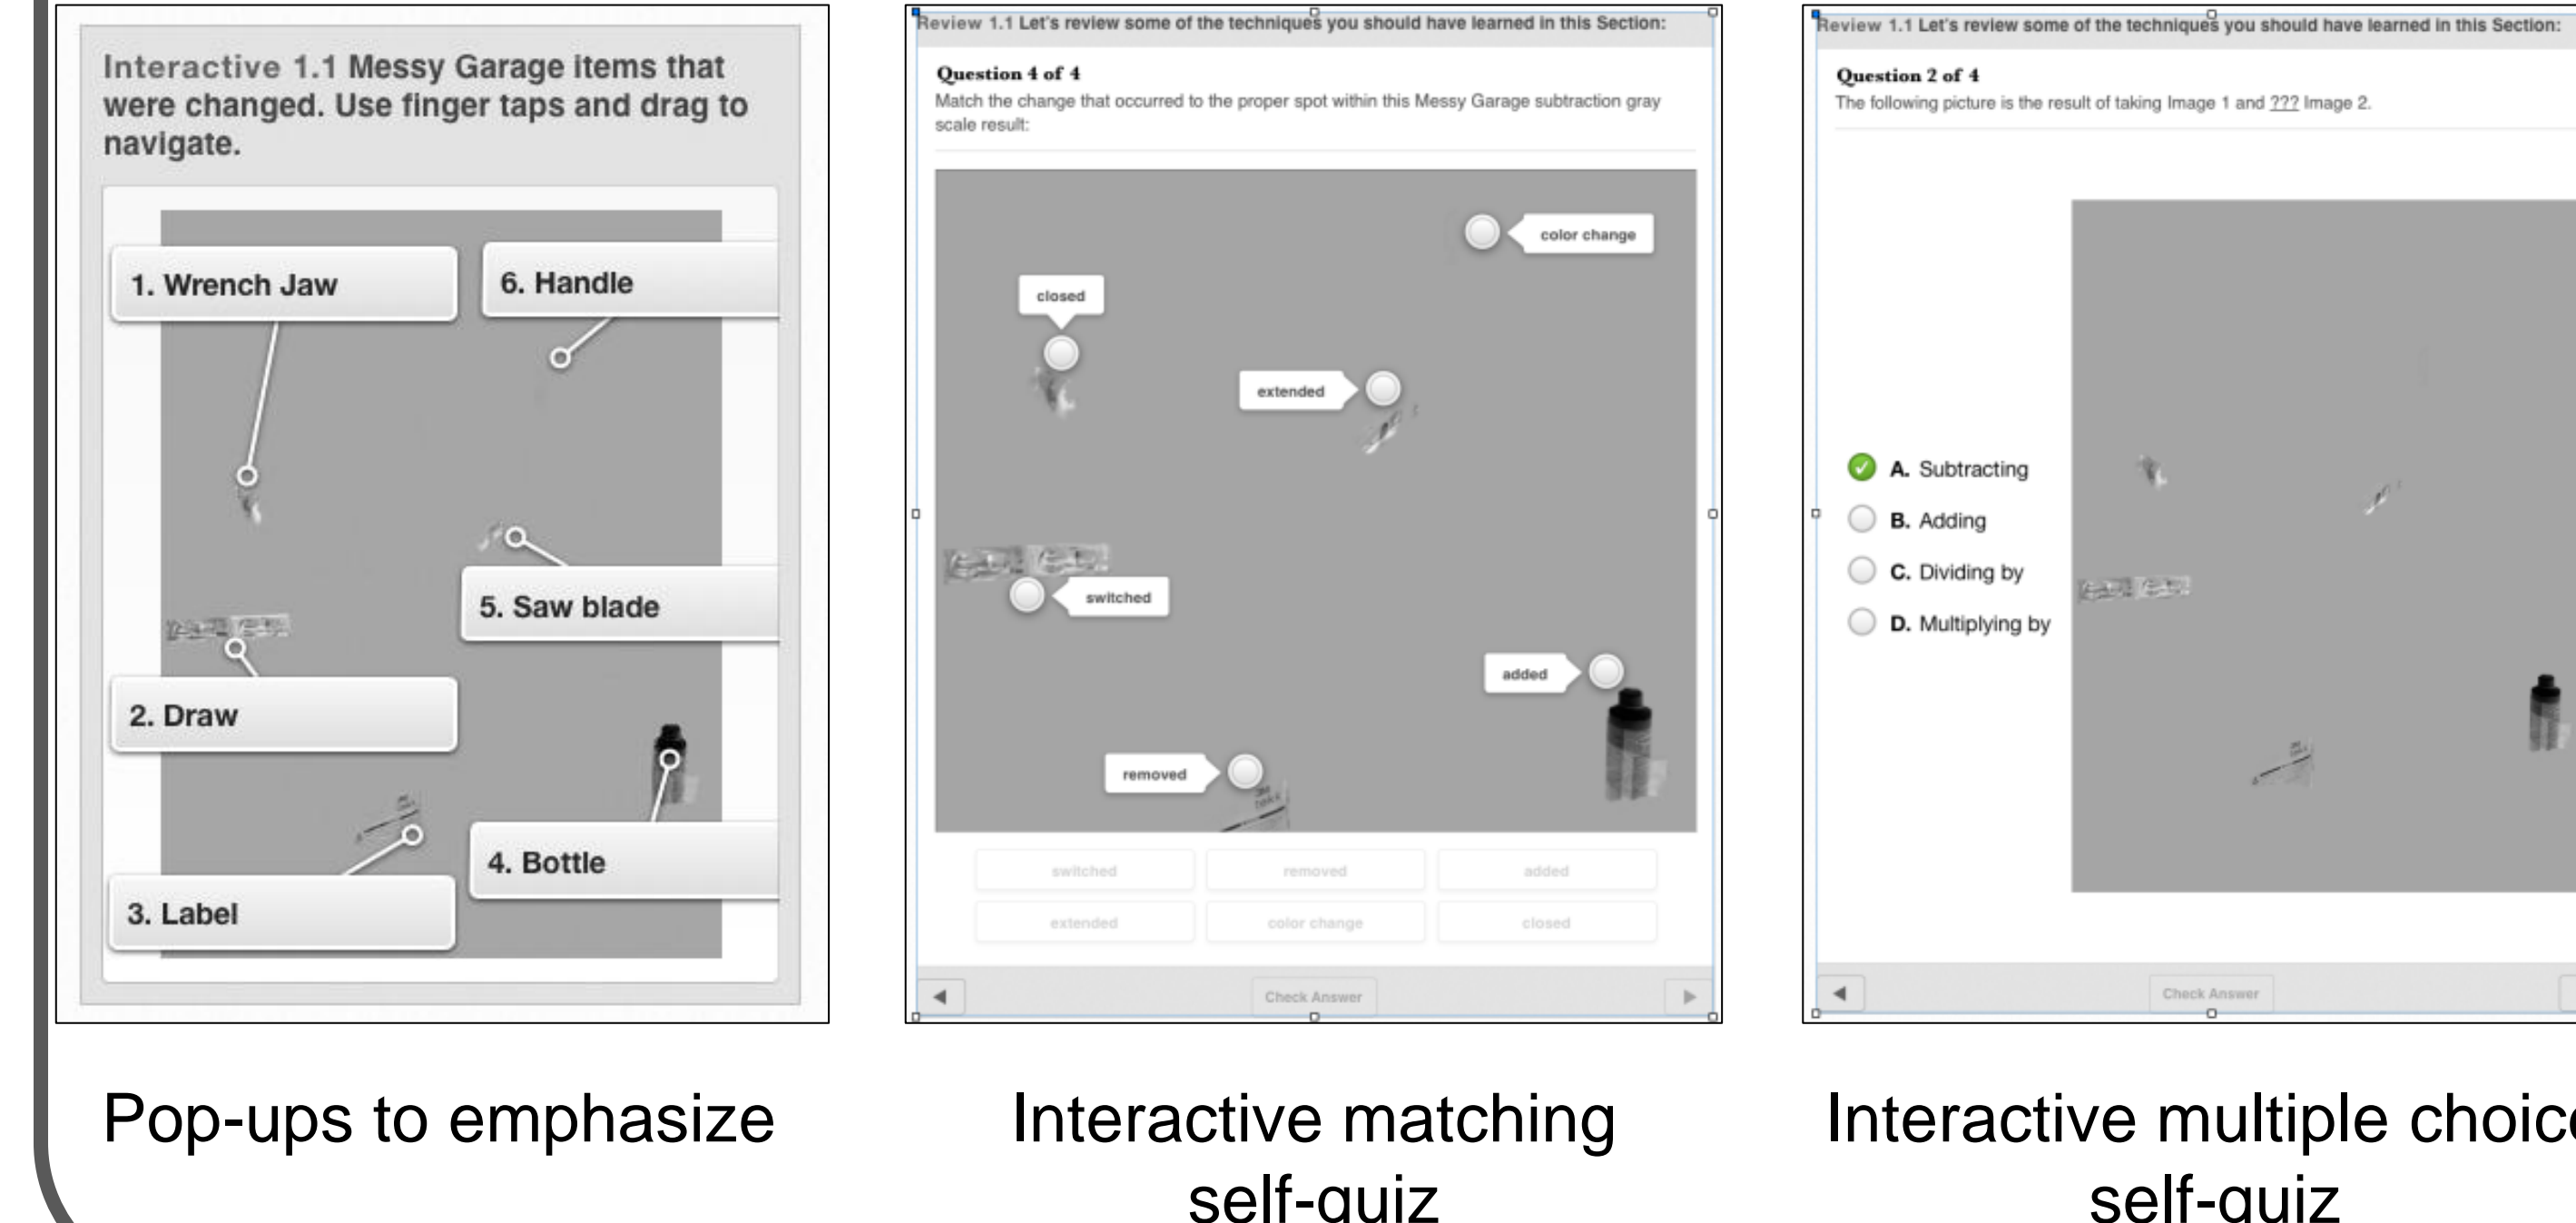 Interactive 1.1 Messy Garage items that
were changed. Use finger taps and drag to
navigate.
1. Wrench Jaw
6. Handle
5. Saw blade
2. Draw
4. Bottle
3. Label
Pop-ups to emphasize
Review 1.1 Let's review some of the techniques you should have learned in this Section:
Question 4 of 4
Match the change that occurred to the proper spot within this Messy Garage subtraction gray
scale result:
color change
closed
extended
switched
added
removed
switched removed added
extended color change closed
Check Answer
Interactive matching
self-quiz
Review 1.1 Let's review some of the techniques you should have learned in this Section:
Question 2 of 4
The following picture is the result of taking Image 1 and ??? Image 2.
A. Subtracting
B. Adding
C. Dividing by
D. Multiplying by
Check Answer
Interactive multiple
self-quiz